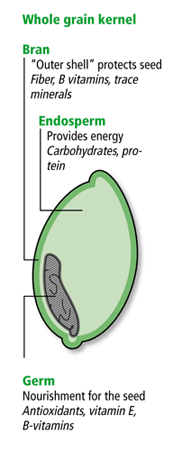 Whole grain kernel
Bran
“Outer shell” protects seed
Fiber, B vitamins, trace
minerals
Endosperm
Provides energy
Carbohydrates, pro-
tein
Germ
Nourishment for the seed
Antioxidants, vitamin E,
B-vitamins